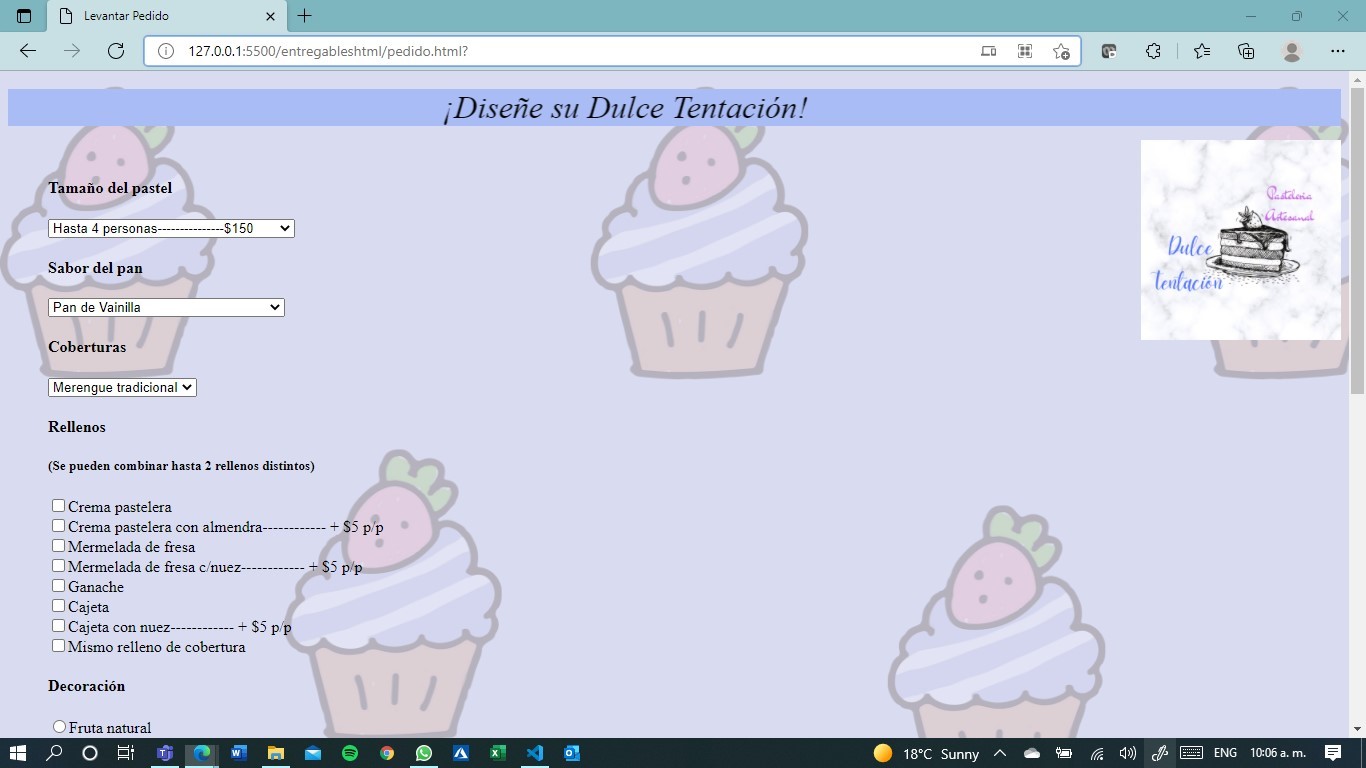 Levantar Pedido
127.0.0.1:5500/entregableshtml/pedido.html?
¡Diseñe su Dulce Tentación!
Pastelería
Artesanal
Dulce
tentación
Tamaño del pastel
Hasta 4 personas---------------$150
Sabor del pan
Pan de Vainilla
Coberturas
Merengue tradicional
Rellenos
(Se pueden combinar hasta 2 rellenos distintos)
Crema pastelera
Crema pastelera con almendra------------ + $5 p/p
Mermelada de fresa
Mermelada de fresa c/nuez------------ + $5 p/p
Ganache
Cajeta
Cajeta con nuez------------ + $5 p/p
Mismo relleno de cobertura
Decoración
Fruta natural
18°C Sunny
ENG
10:06 a. m.